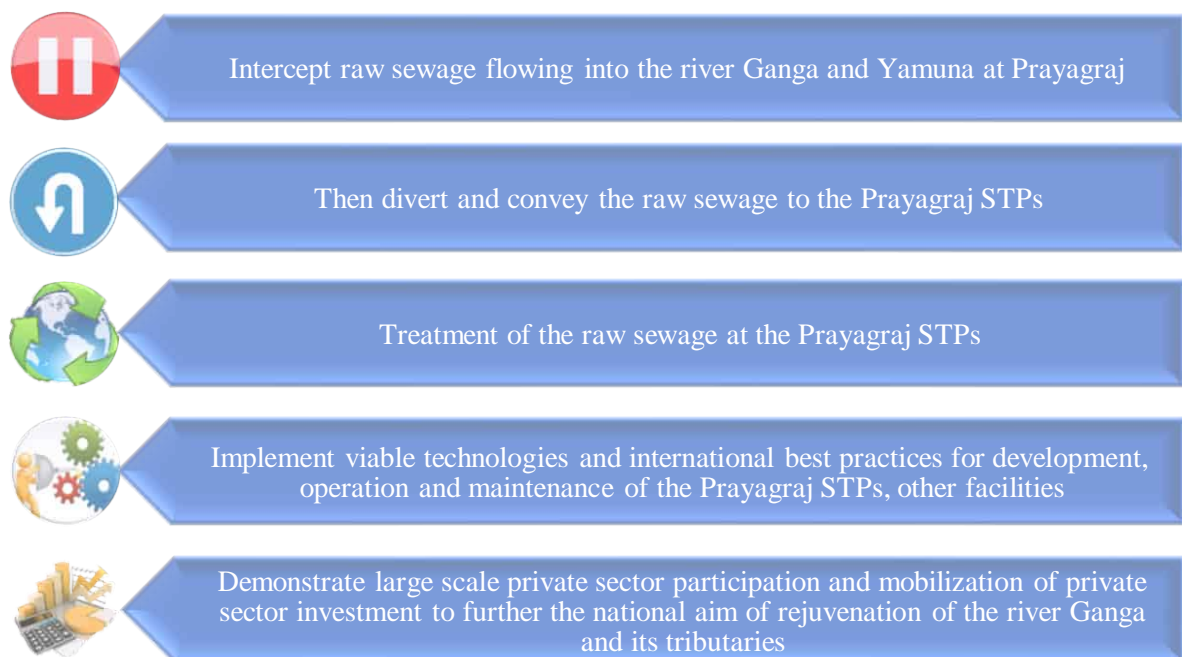 Intercept raw sewage flowing into the river Ganga and Yamuna at Prayagraj
Then divert and convey the raw sewage to the Prayagraj STPs
Treatment of the raw sewage at the Prayagraj STPs
Implement viable technologies and international best practices for development,
operation and maintenance of the Prayagraj STPs, other facilities
Demonstrate large scale private sector participation and mobilization of private
sector investment to further the national aim of rejuvenation of the river Ganga
and its tributaries